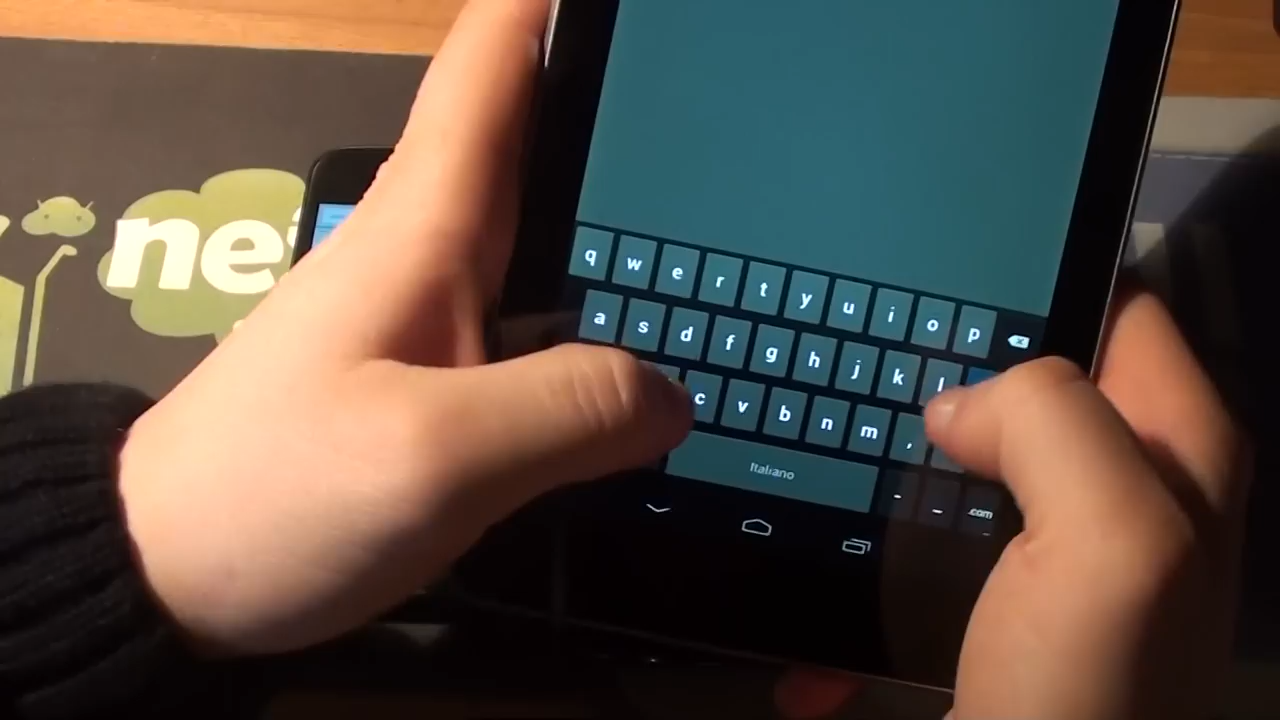 ne
q w e r t y u i o p
a s d f g h j k l
c v b n m ,
Italiano - _ .com